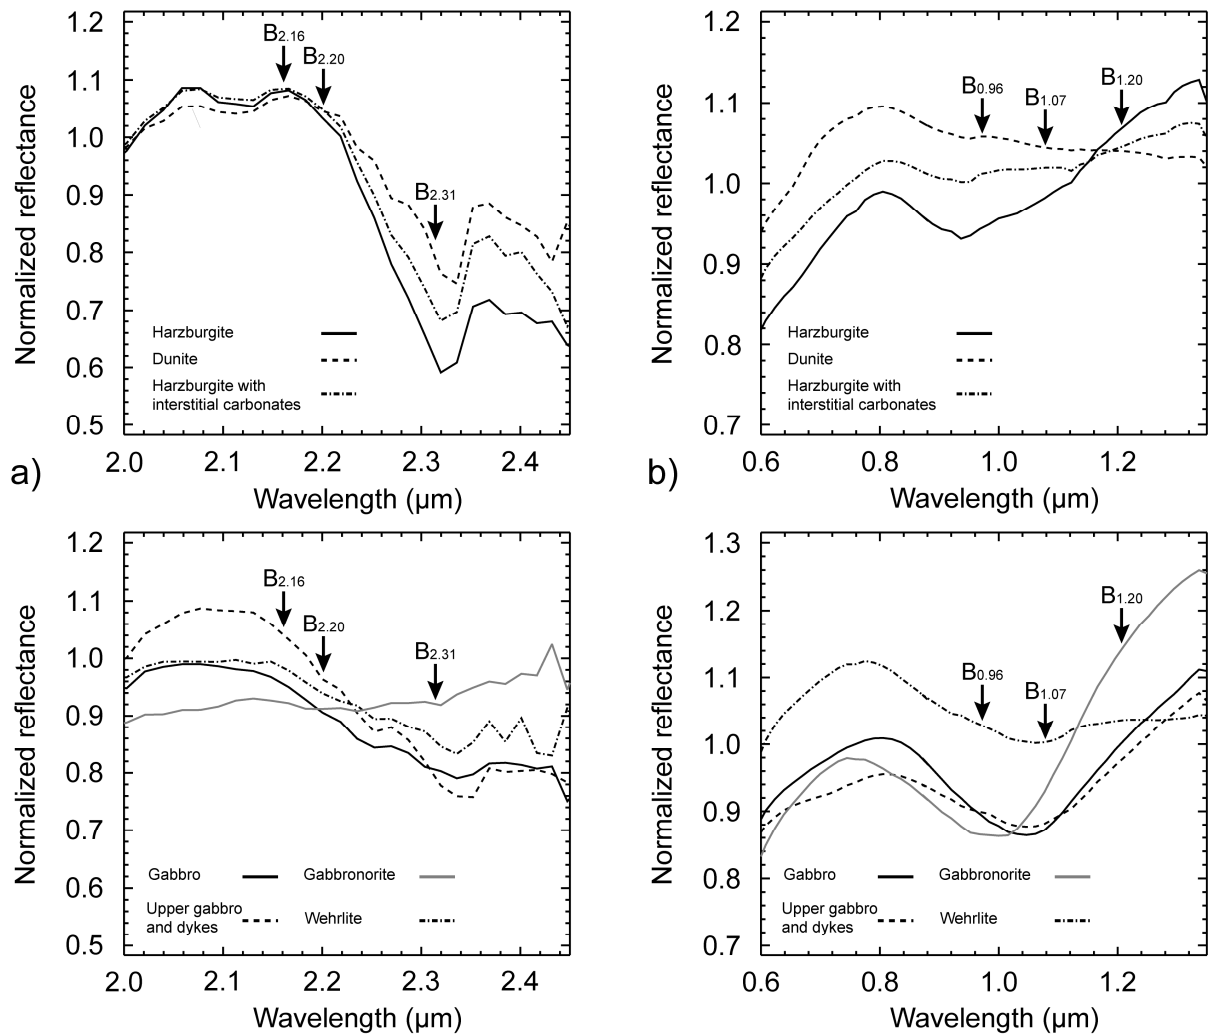 1.2
1.1
1.0
0.9
0.8
0.7
0.6
0.5
Normalized reflectance
B2.16
B2.20
B2.31
Harzburgite
Dunite
Harzburgite with
interstitial carbonates
2.0 2.1 2.2 2.3 2.4
Wavelength (µm)
a)
1.2
1.1
1.0
0.9
0.8
0.7
Normalized reflectance
B0.96
B1.07
B1.20
Harzburgite
Dunite
Harzburgite with
interstitial carbonates
0.6 0.8 1.0 1.2
Wavelength (µm)
b)
1.2
1.1
1.0
0.9
0.8
0.7
0.6
0.5
Normalized reflectance
B2.16
B2.20
B2.31
Gabbro Gabbronorite
Upper gabbro
and dykes
Wehrlite
2.0 2.1 2.2 2.3 2.4
Wavelength (µm)
1.3
1.2
1.1
1.0
0.9
0.8
0.7
Normalized reflectance
B0.96
B1.07
B1.20
Gabbro Gabbronorite
Upper gabbro
and dykes
Wehrlite
0.6 0.8 1.0 1.2
Wavelength (µm)